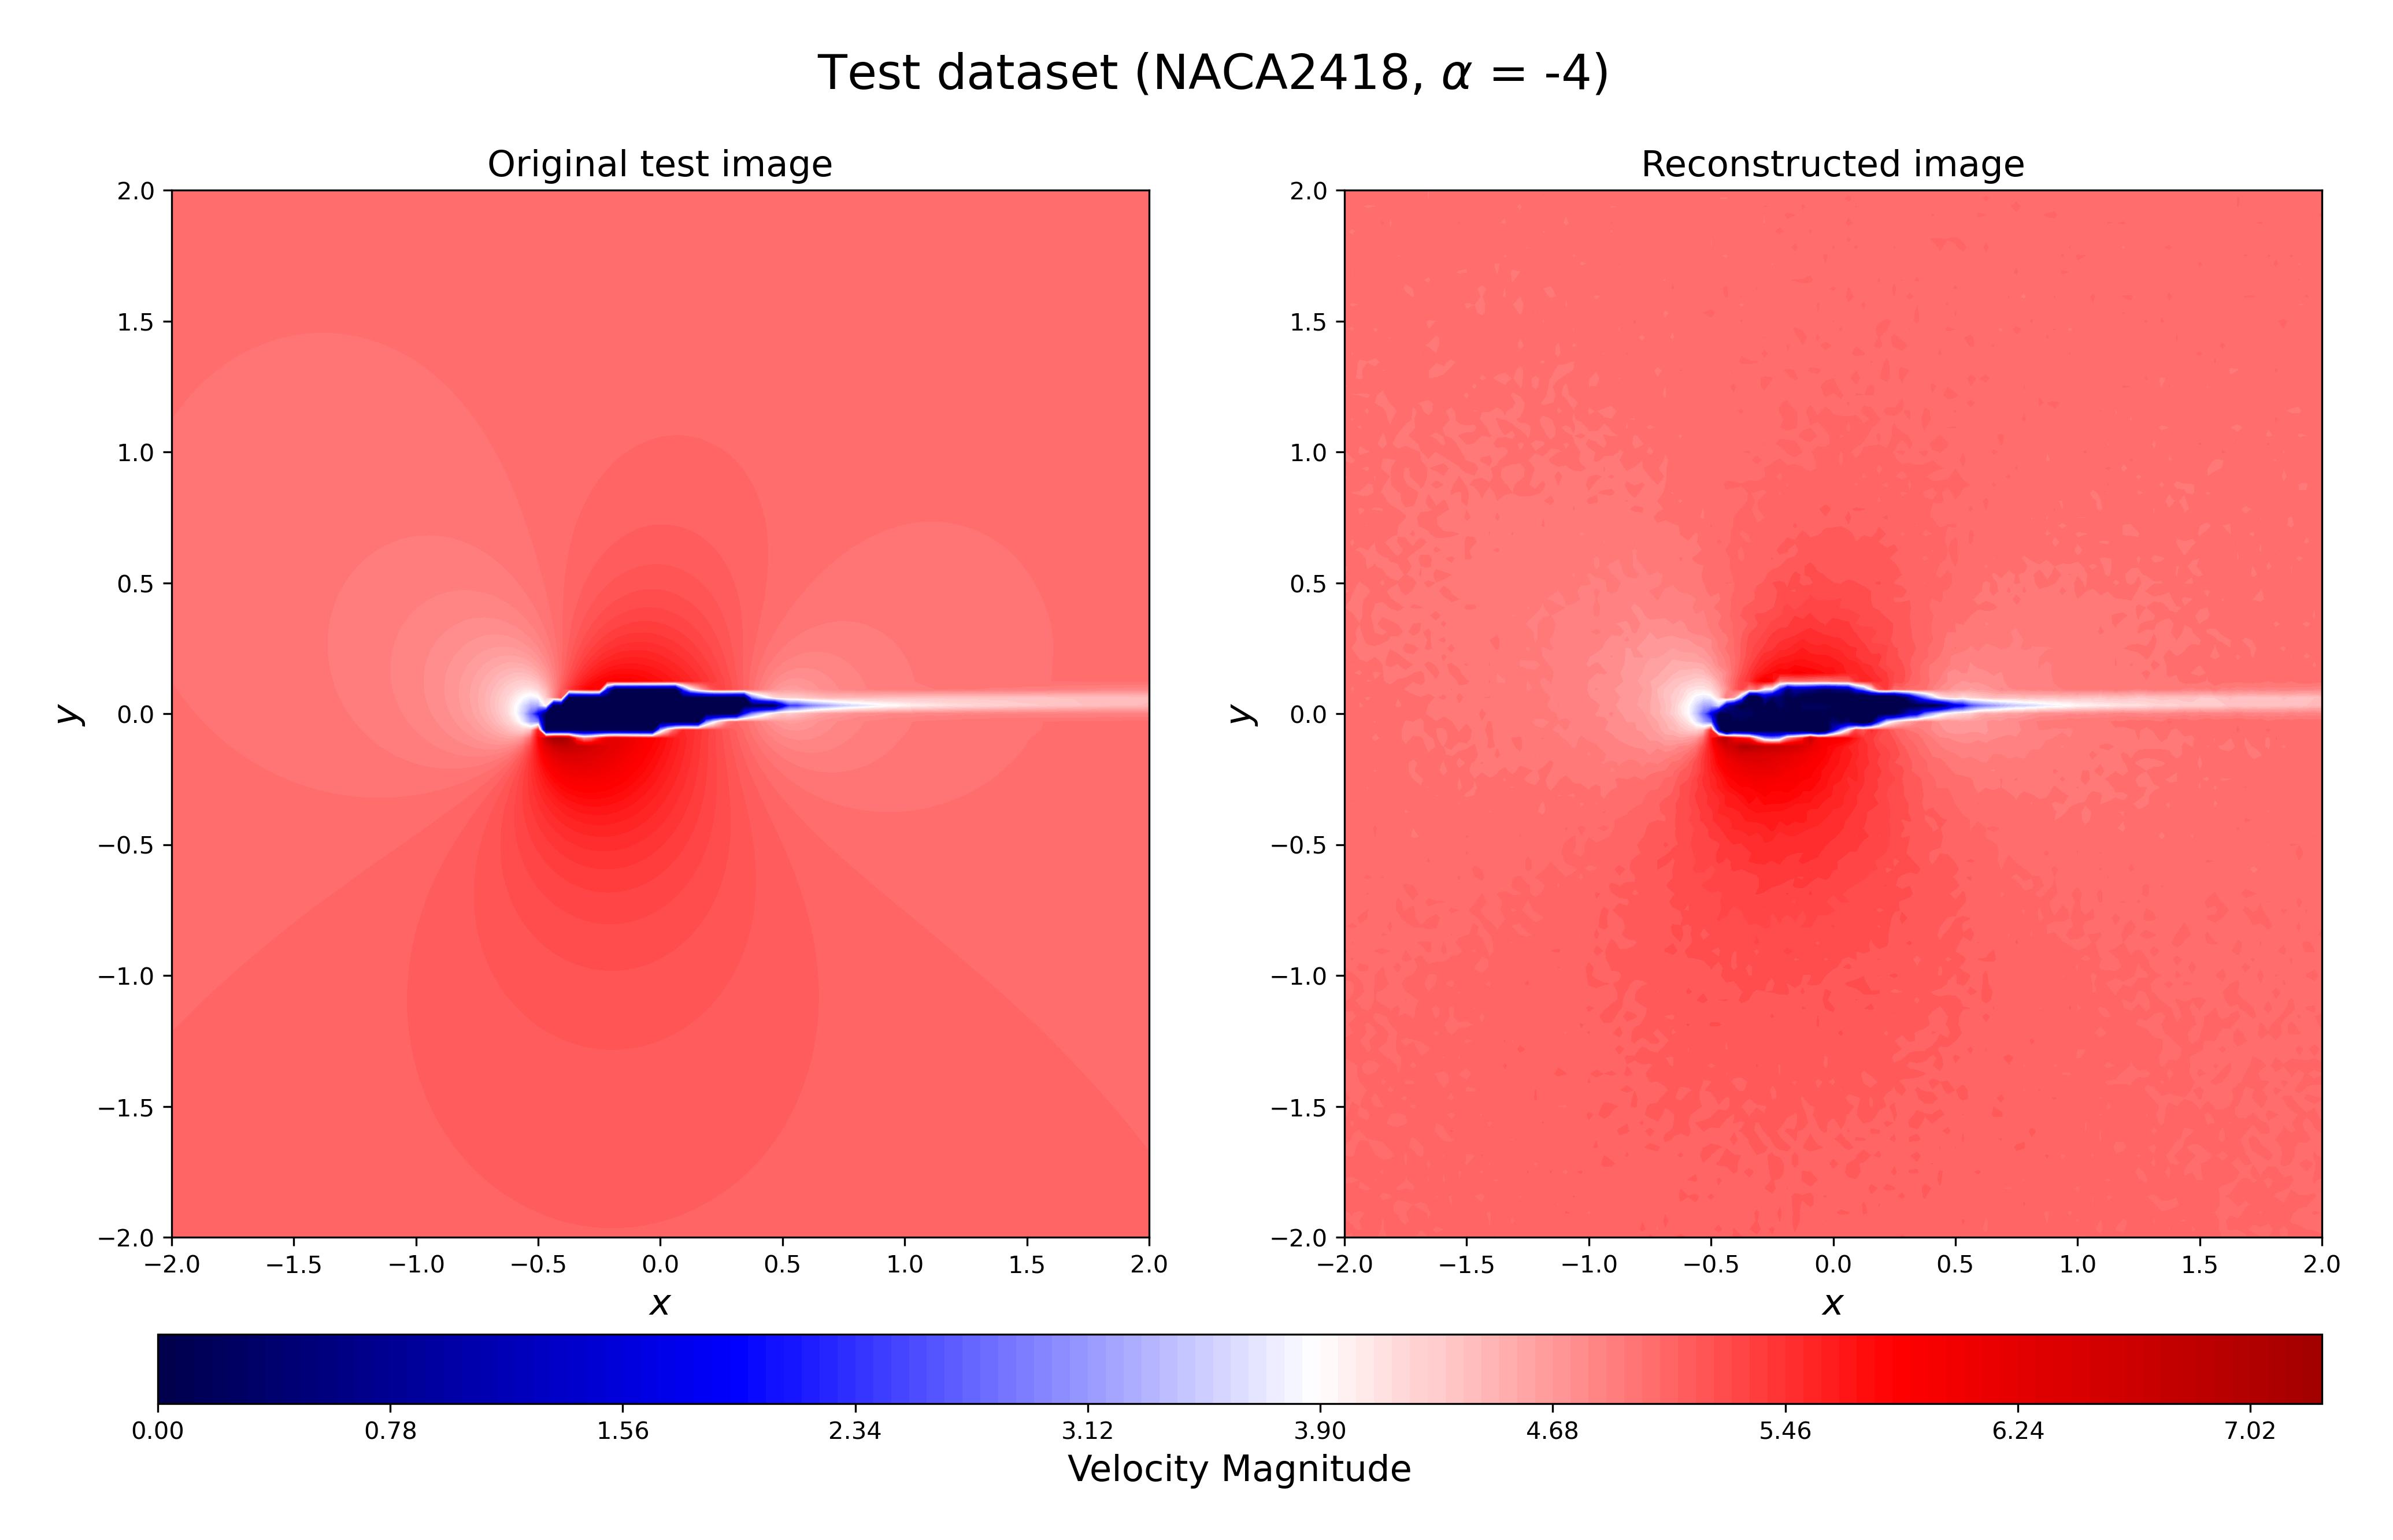 Test dataset (NACA2418, α = -4)
Original test image
Reconstructed image
2.0
1.5
1.0
0.5
0.0
−0.5
−1.0
−1.5
−2.0
y
−2.0 −1.5 −1.0 −0.5 0.0 0.5 1.0 1.5 2.0
x
2.0
1.5
1.0
0.5
0.0
−0.5
−1.0
−1.5
−2.0
y
−2.0 −1.5 −1.0 −0.5 0.0 0.5 1.0 1.5 2.0
x
0.00 0.78 1.56 2.34 3.12 3.90 4.68 5.46 6.24 7.02
Velocity Magnitude